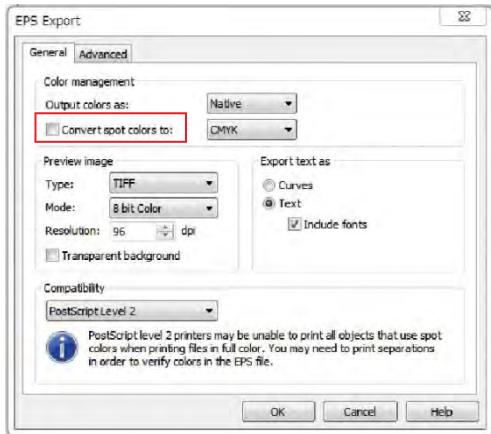 EPS Export
General Advanced
Color management
Output colors as: Native
Convert spot colors to: CMYK
Preview image
Type: TIFF
Mode: 8 bit Color
Resolution: 96 dpi
Transparent background
Export text as
Curves
Text
Include fonts
Compatibility
PostScript Level 2
PostScript level 2 printers may be unable to print all objects that use spot
colors when printing files in full color. You may need to print separations
in order to verify colors in the EPS file.
OK Cancel Help